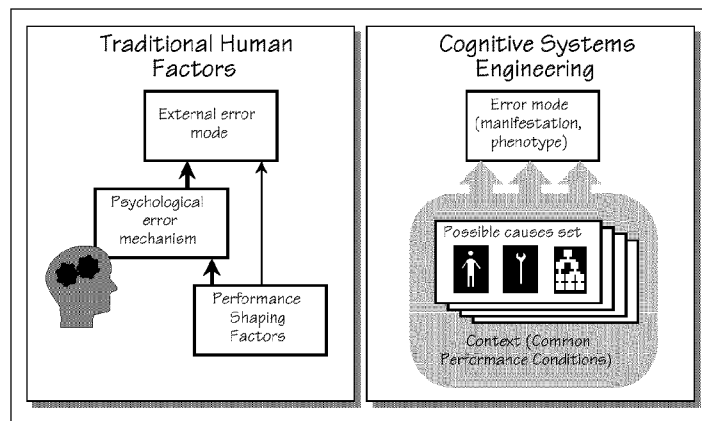 Traditional Human
Factors
External error
mode
Psychological
error
mechanism
Performance
Shaping
Factors
Cognitive Systems
Engineering
Error mode
(manifestation,
phenotype)
Possible causes set
Context (Common
Performance Conditions)